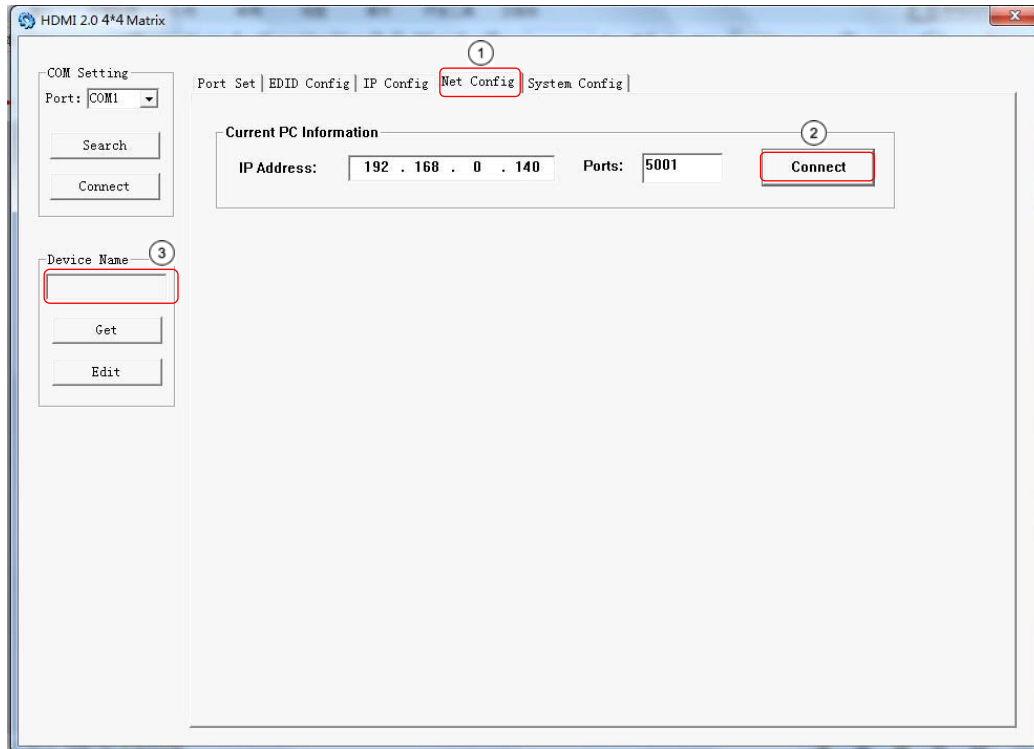 HDMI 2.0 4*4 Matrix
x
①
COM Setting
Port: COM1
Search
Connect
Port Set EDID Config IP Config Net Config System Config
Current PC Information
②
IP Address: 192 . 168 . 0 . 140 Ports: 5001 Connect
Device Name ③
Get
Edit